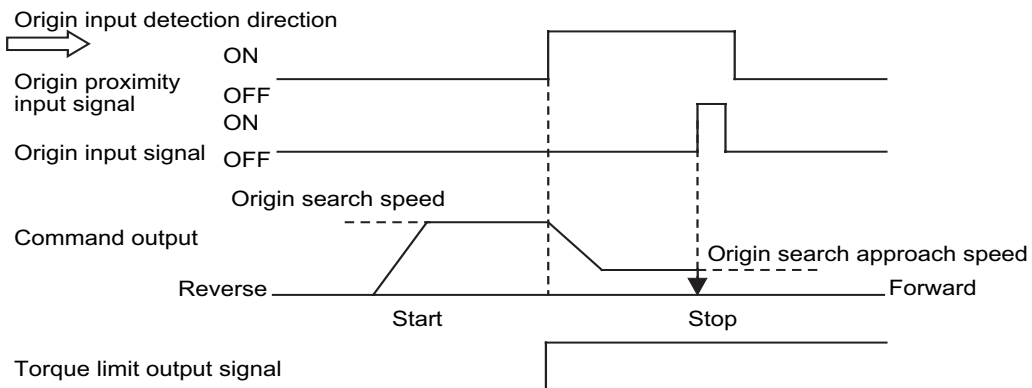 Origin input detection direction
ON
Origin proximity
input signal
OFF
ON
Origin input signal
OFF
Origin search speed
Command output
Origin search approach speed
Reverse
Forward
Start
Stop
Torque limit output signal